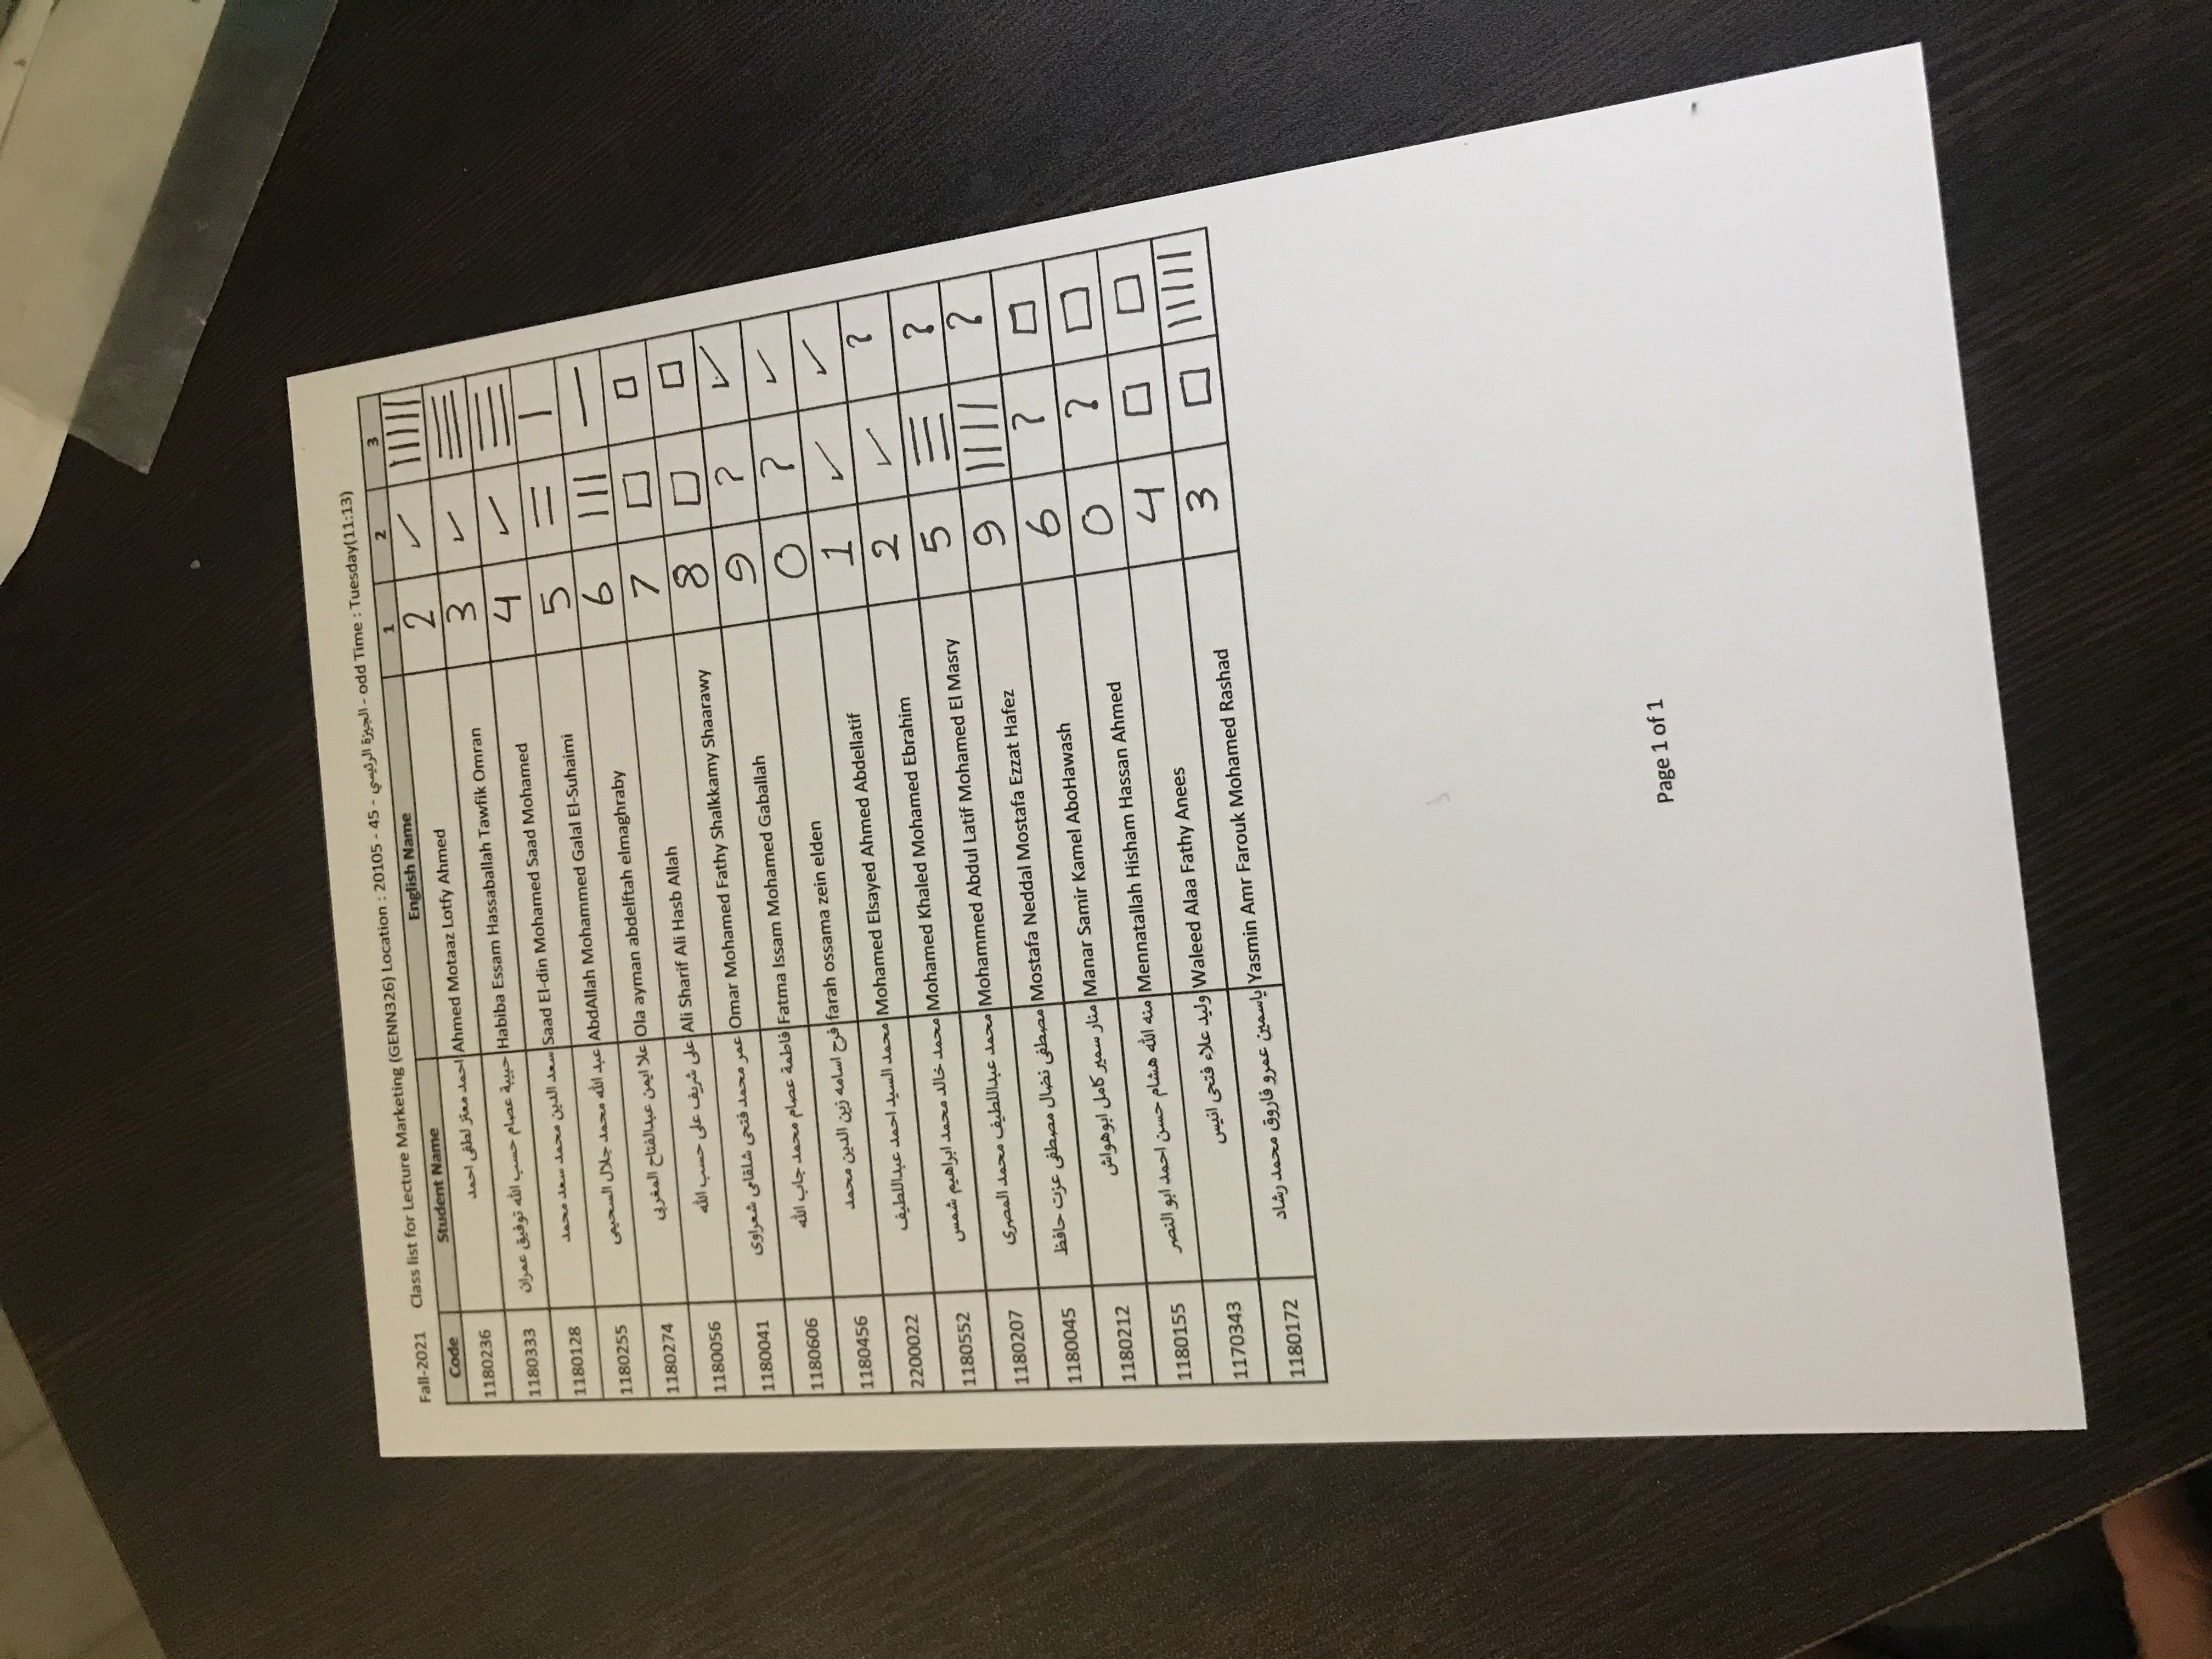 Fall-2021 Class list for Lecture Marketing (GENN326) Location : 20105 - 45 - الجيزة الرئيسي - odd Time : Tuesday(11:13)
Code Student Name English Name 1 2 3
1180236 احمد معتز لطفى احمد Ahmed Motaaz Lotfy Ahmed 2 ✓ |||||
1180333 حبيبة عصام حسب الله توفيق عمران Habiba Essam Hassaballah Tawfik Omran 3 ✓
1180128 سعد الدين محمد سعد محمد Saad El-din Mohamed Saad Mohamed 4 ✓
1180255 عبد الله محمد جلال السحيمى AbdAllah Mohammed Galal El-Suhaimi 5 = |
1180274 علا ايمن عبدالفتاح المغربى Ola ayman abdelftah elmaghraby 6 ||| —
1180056 على شريف على حسب الله Ali Sharif Ali Hasb Allah 7 □ □
1180041 عمر محمد فتحى شلقامى شعراوى Omar Mohamed Fathy Shalkkamy Shaarawy 8 □ □
1180606 فاطمة عصام محمد جاب الله Fatma Issam Mohamed Gaballah 9 ? ✓
1180456 فرح اسامه زين الدين محمد farah ossama zein elden 0 ? ✓
2200022 محمد السيد احمد عبداللطيف Mohamed Elsayed Ahmed Abdellatif 1 ✓ ✓
1180552 محمد خالد محمد ابراهيم شمس Mohamed Khaled Mohamed Ebrahim 2 ✓ ?
1180207 محمد عبداللطيف محمد المصرى Mohammed Abdul Latif Mohamed El Masry 5 ≡ ?
1180045 مصطفى نضال مصطفى عزت حافظ Mostafa Neddal Mostafa Ezzat Hafez 9 |||| ?
1180212 منار سمير كامل ابوهواش Manar Samir Kamel AboHawash 6 ? □
1180155 منه الله هشام حسن احمد ابو النصر Mennatallah Hisham Hassan Ahmed 0 ? □
1170343 وليد علاء فتحى انيس Waleed Alaa Fathy Anees 4 □ □
1180172 ياسمين عمرو فاروق محمد رشاد Yasmin Amr Farouk Mohamed Rashad 3 □ |||||
Page 1 of 1